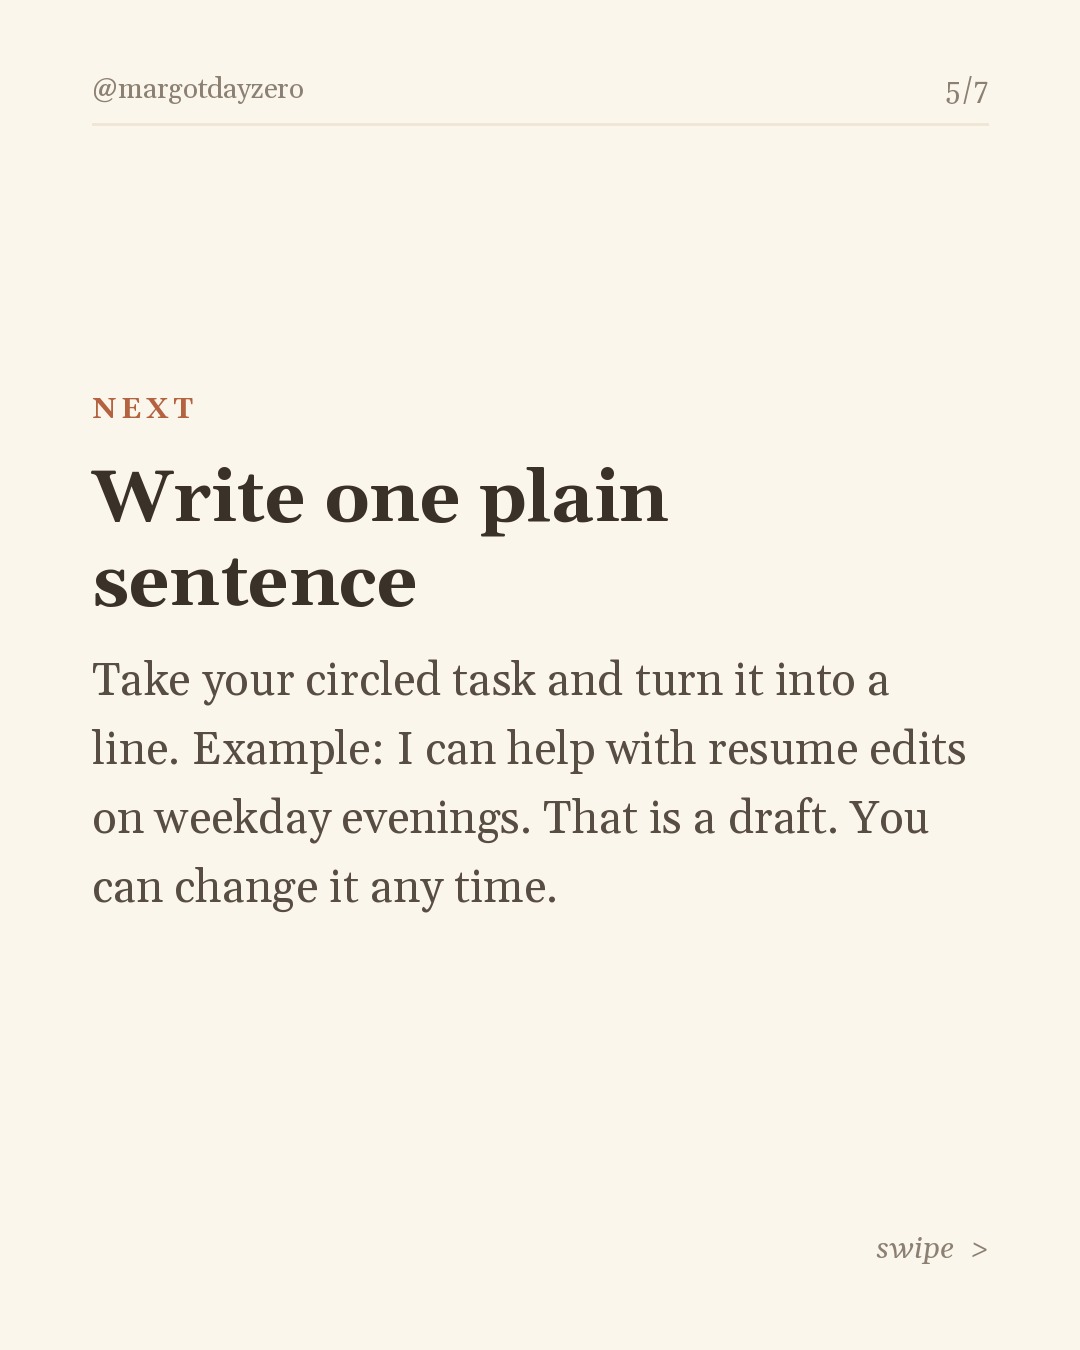 @margotdayzero
5/7
NEXT
Write one plain
sentence
Take your circled task and turn it into a
line. Example: I can help with resume edits
on weekday evenings. That is a draft. You
can change it any time.
swipe >